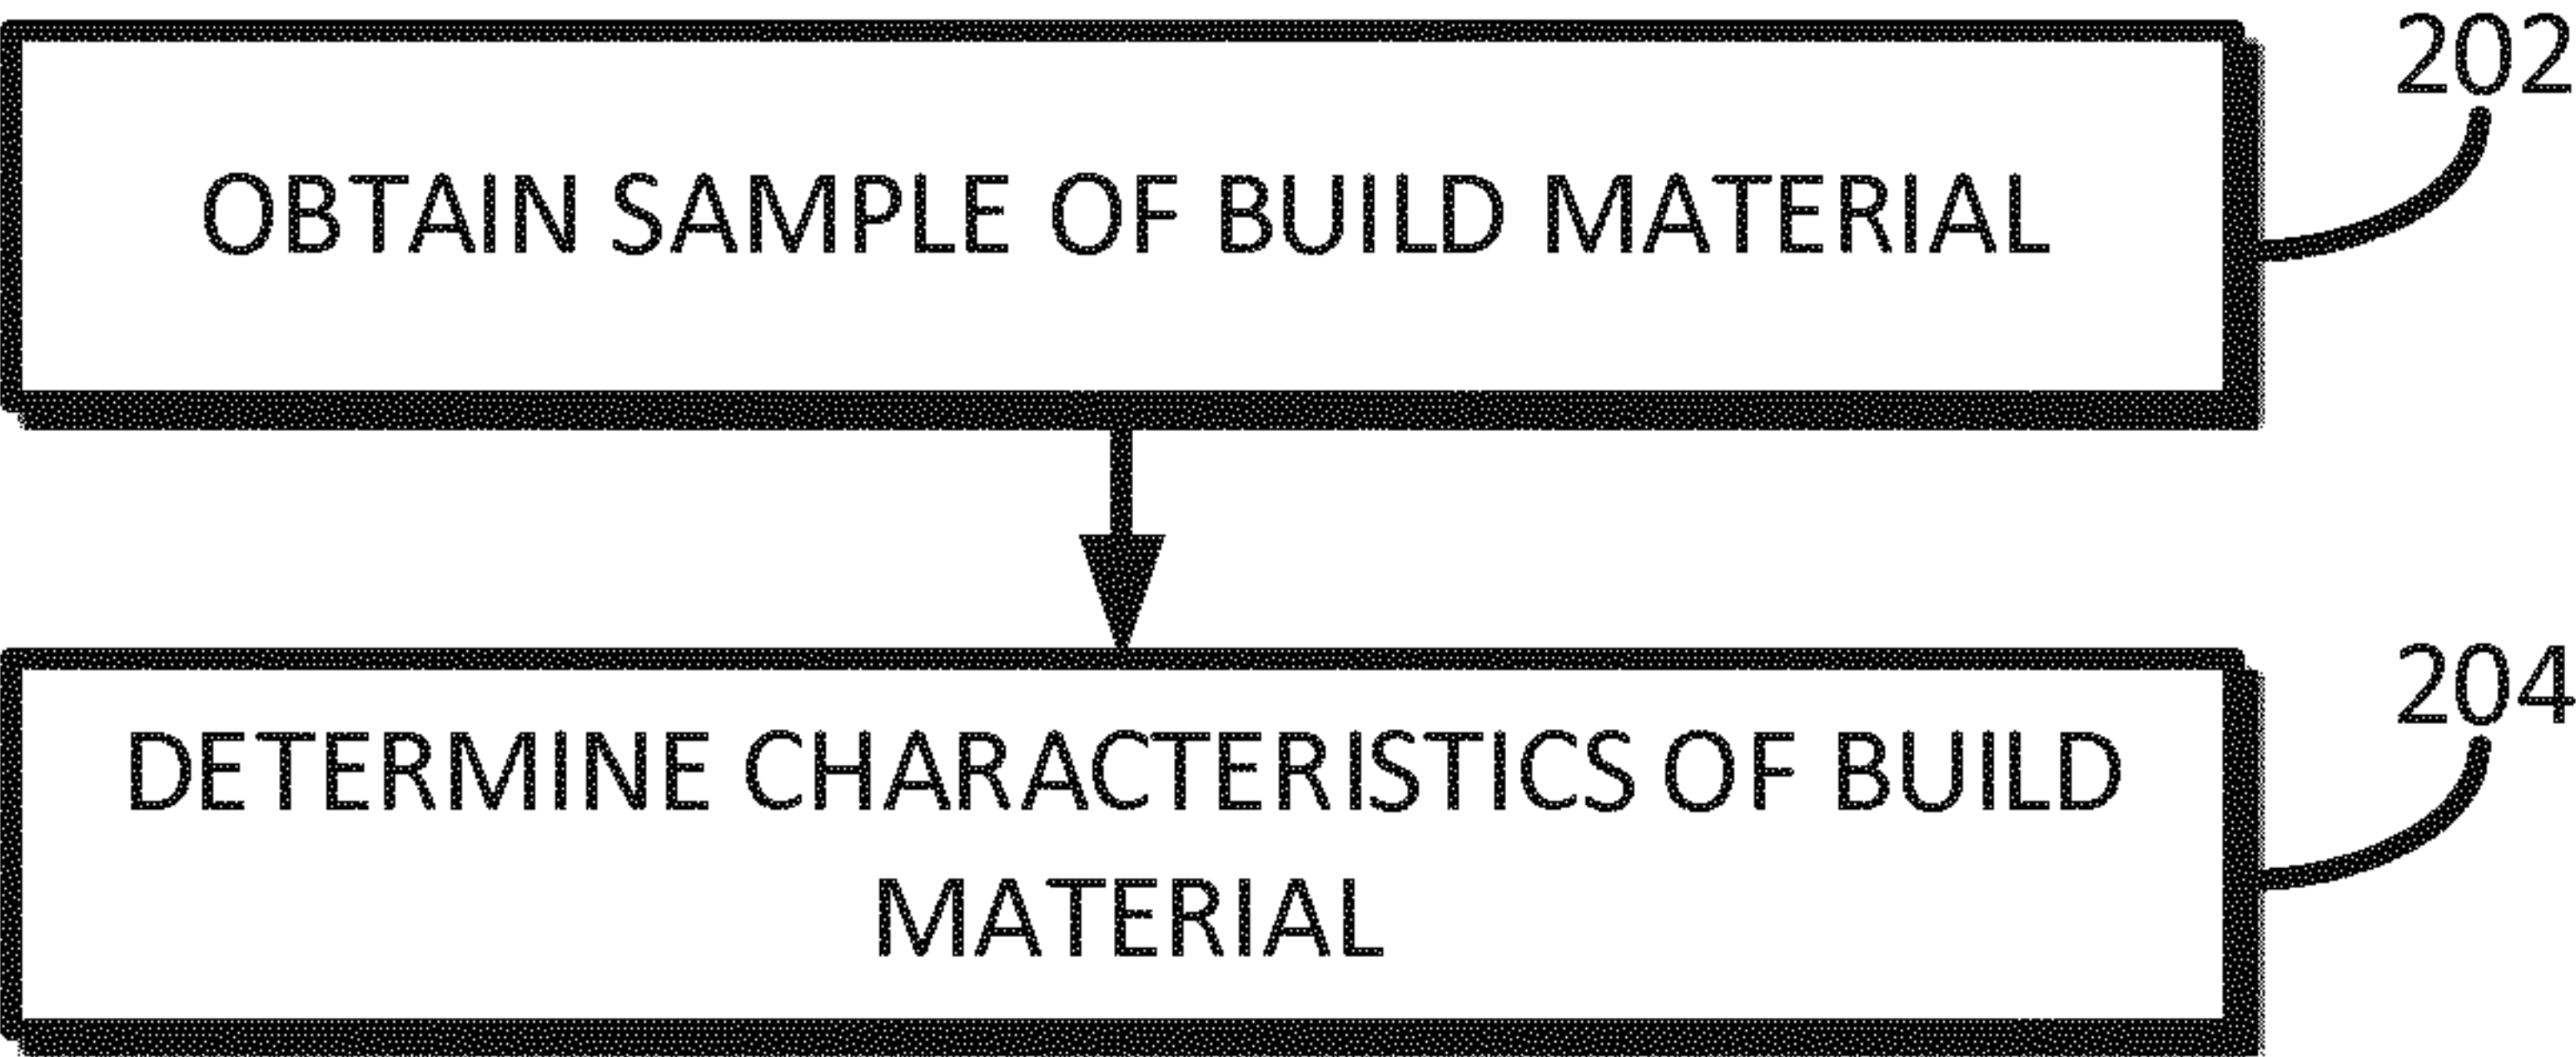 202
OBTAIN SAMPLE OF BUILD MATERIAL
204
DETERMINE CHARACTERISTICS OF BUILD
MATERIAL